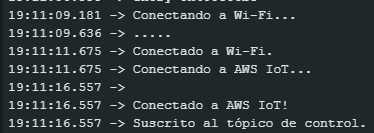 19:11:09.181 -> Conectando a Wi-Fi...
19:11:09.636 -> .....
19:11:11.675 -> Conectado a Wi-Fi.
19:11:11.675 -> Conectando a AWS IoT...
19:11:16.557 ->
19:11:16.557 -> Conectado a AWS IoT!
19:11:16.557 -> Suscrito al tópico de control.